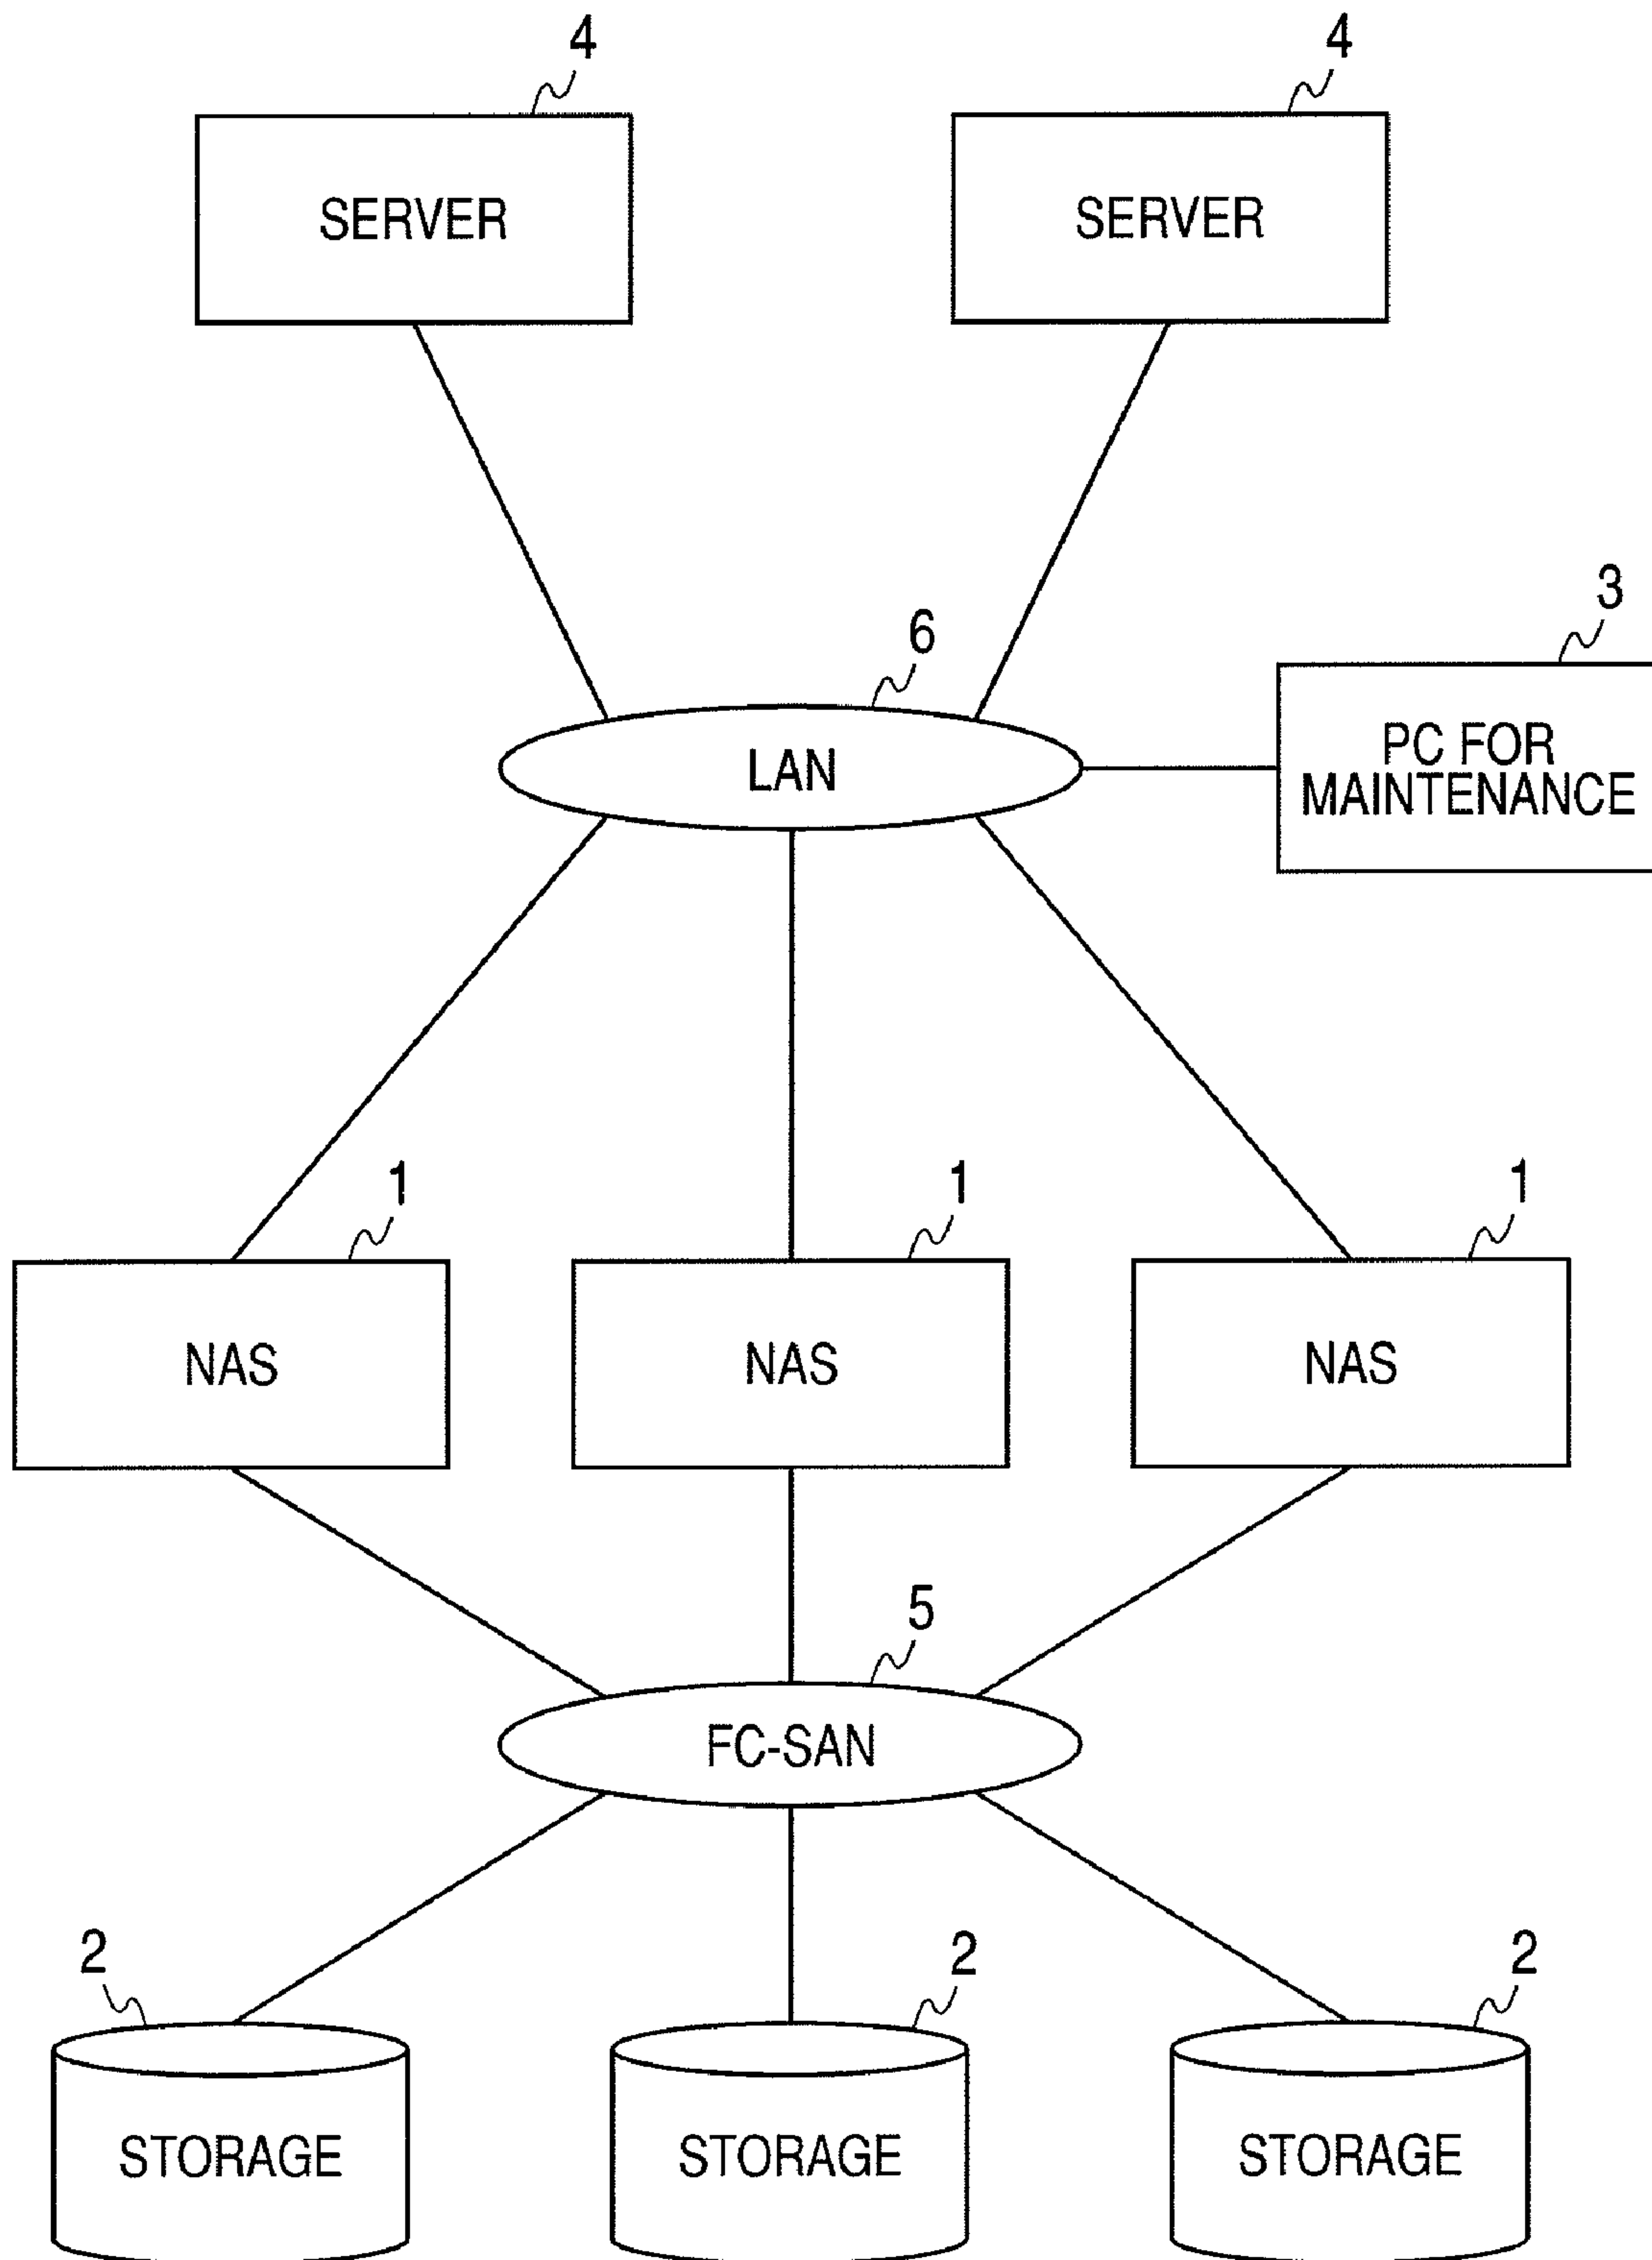 4
4
SERVER
SERVER
3
6
PC FOR
MAINTENANCE
LAN
1
1
1
NAS
NAS
NAS
5
FC-SAN
2
2
2
STORAGE
STORAGE
STORAGE